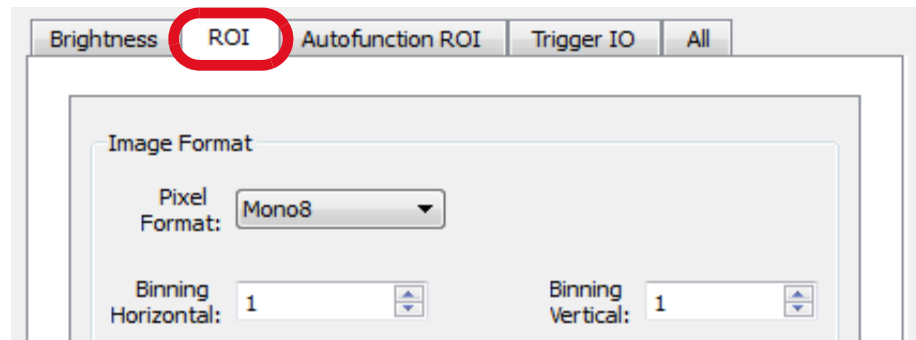 Brightness ROI Autofunction ROI Trigger IO All
Image Format
Pixel
Format: Mono8
Binning
Horizontal: 1
Binning
Vertical: 1